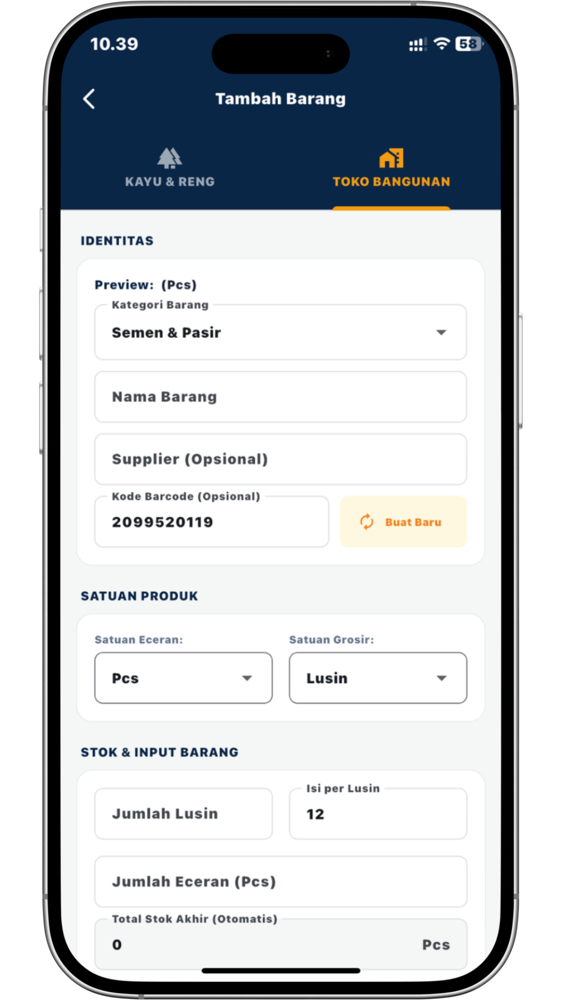 10.39
58
Tambah Barang
KAYU & RENG
TOKO BANGUNAN
IDENTITAS
Preview: (Pcs)
Kategori Barang
Semen & Pasir
Nama Barang
Supplier (Opsional)
Kode Barcode (Opsional)
2099520119
Buat Baru
SATUAN PRODUK
Satuan Eceran:
Satuan Grosir:
Pcs
Lusin
STOK & INPUT BARANG
Jumlah Lusin
Isi per Lusin
12
Jumlah Eceran (Pcs)
Total Stok Akhir (Otomatis)
0 Pcs